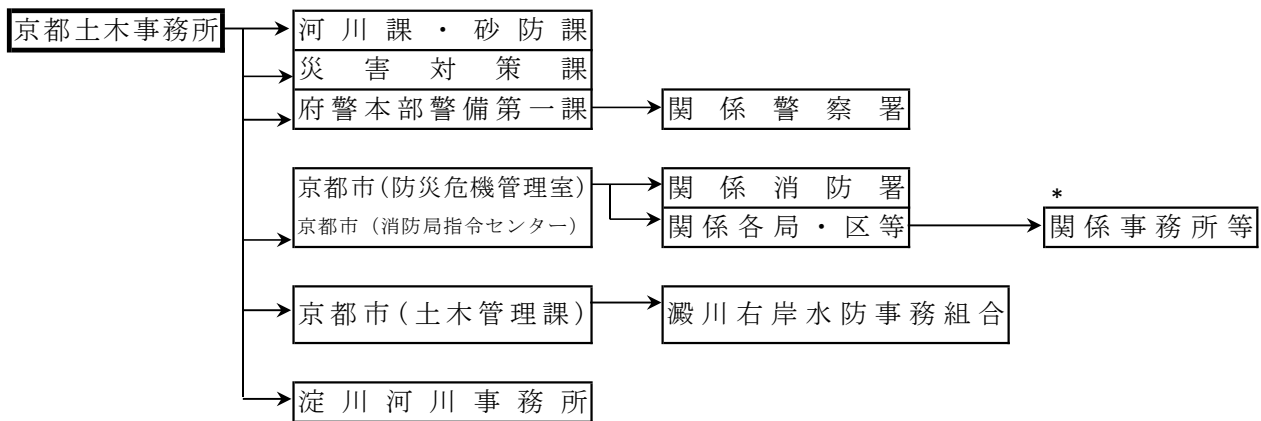 京都土木事務所
河川課・砂防課
災害対策課
府警本部警備第一課
関係警察署
京都市(防災危機管理室)
京都市（消防局指令センター）
関係消防署
関係各局・区等
*
関係事務所等
京都市(土木管理課)
澱川右岸水防事務組合
淀川河川事務所